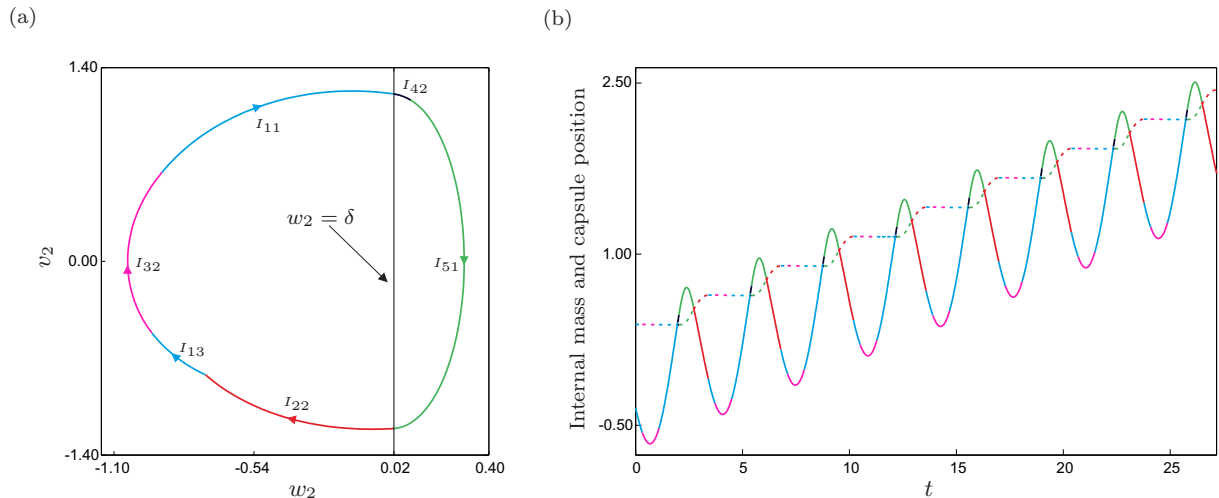 (a)
1.40
I₄₂
I₁₁
w₂ = δ
v₂
0.00
I₃₂
I₅₁
I₁₃
I₂₂
-1.40
-1.10
-0.54
0.02
0.40
w₂
(b)
Internal mass and capsule position
2.50
1.00
-0.50
0
5
10
15
20
25
t